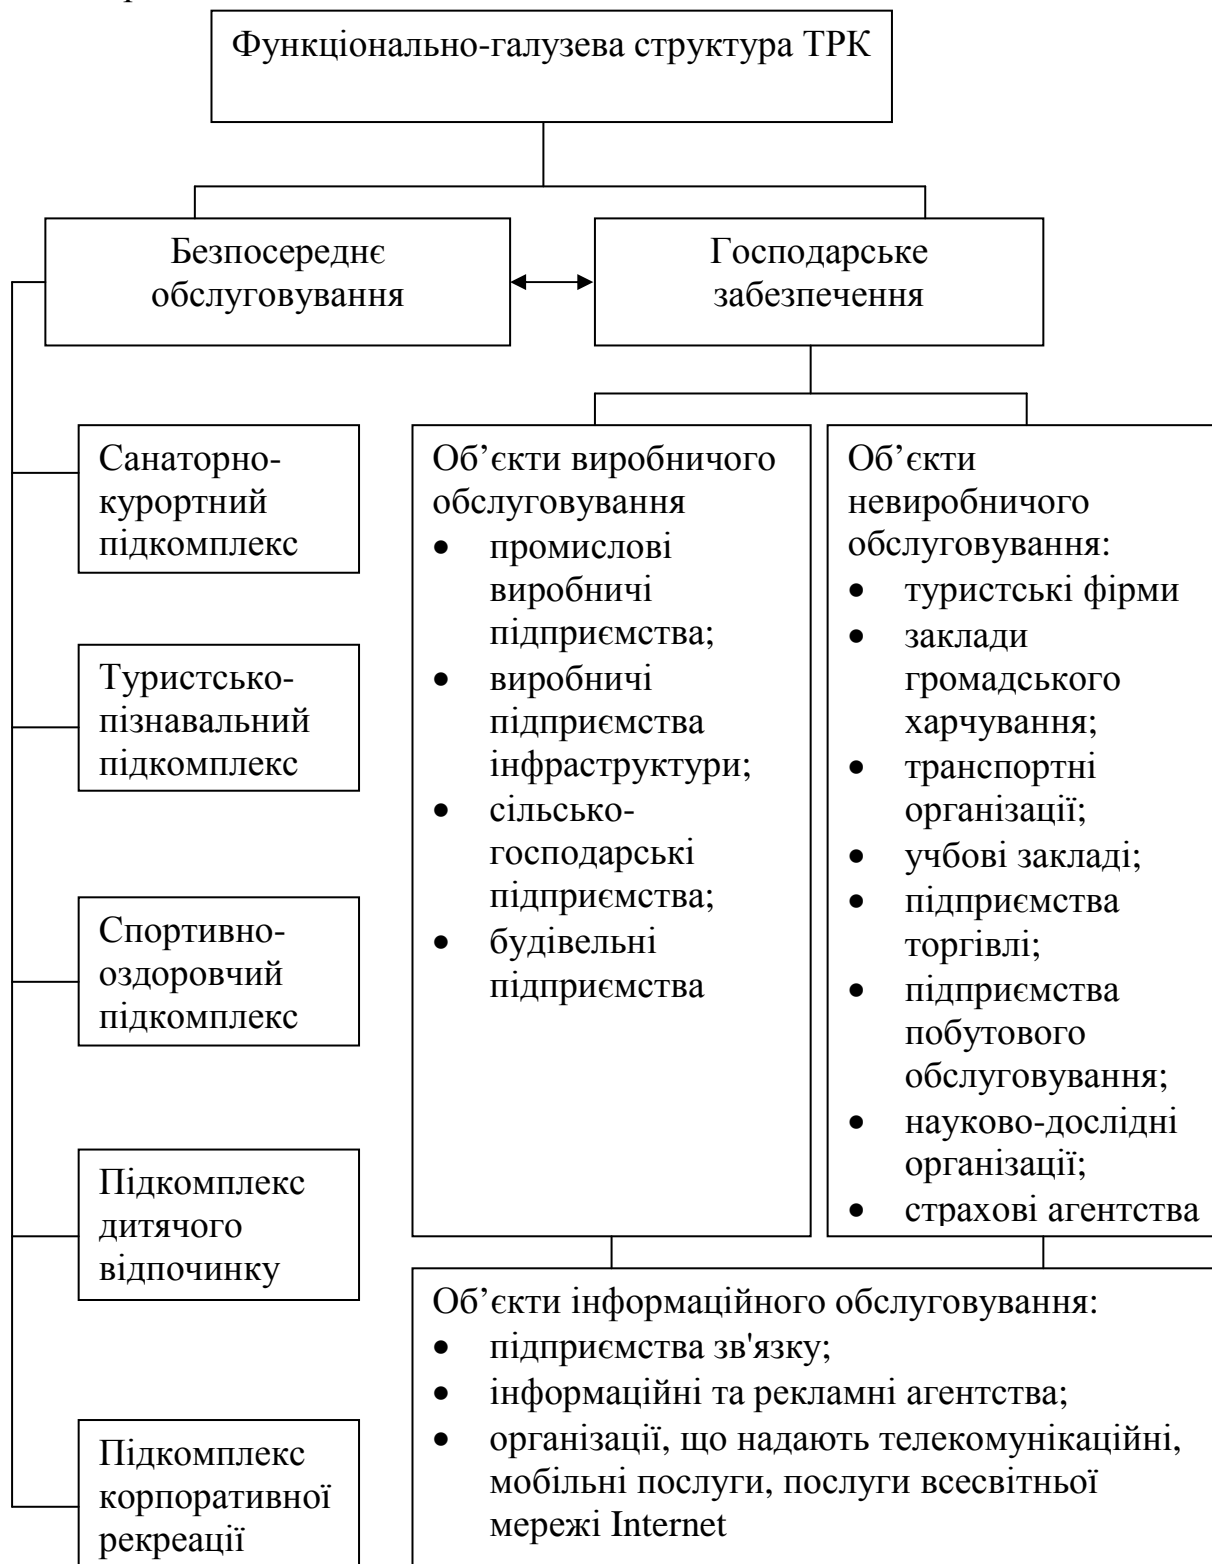 Функціонально-галузева структура ТРК
Безпосереднє
обслуговування
Господарське
забезпечення
Санаторно-
курортний
підкомплекс
Туристсько-
пізнавальний
підкомплекс
Спортивно-
оздоровчий
підкомплекс
Підкомплекс
дитячого
відпочинку
Підкомплекс
корпоративної
рекреації
Об’єкти виробничого
обслуговування
• промислові
виробничі
підприємства;
• виробничі
підприємства
інфраструктури;
• сільсько-
господарські
підприємства;
• будівельні
підприємства
Об’єкти
невиробничого
обслуговування:
• туристські фірми
• заклади
громадського
харчування;
• транспортні
організації;
• учбові закладі;
• підприємства
торгівлі;
• підприємства
побутового
обслуговування;
• науково-дослідні
організації;
• страхові агентства
Об’єкти інформаційного обслуговування:
• підприємства зв'язку;
• інформаційні та рекламні агентства;
• організації, що надають телекомунікаційні,
мобільні послуги, послуги всесвітньої
мережі Internet